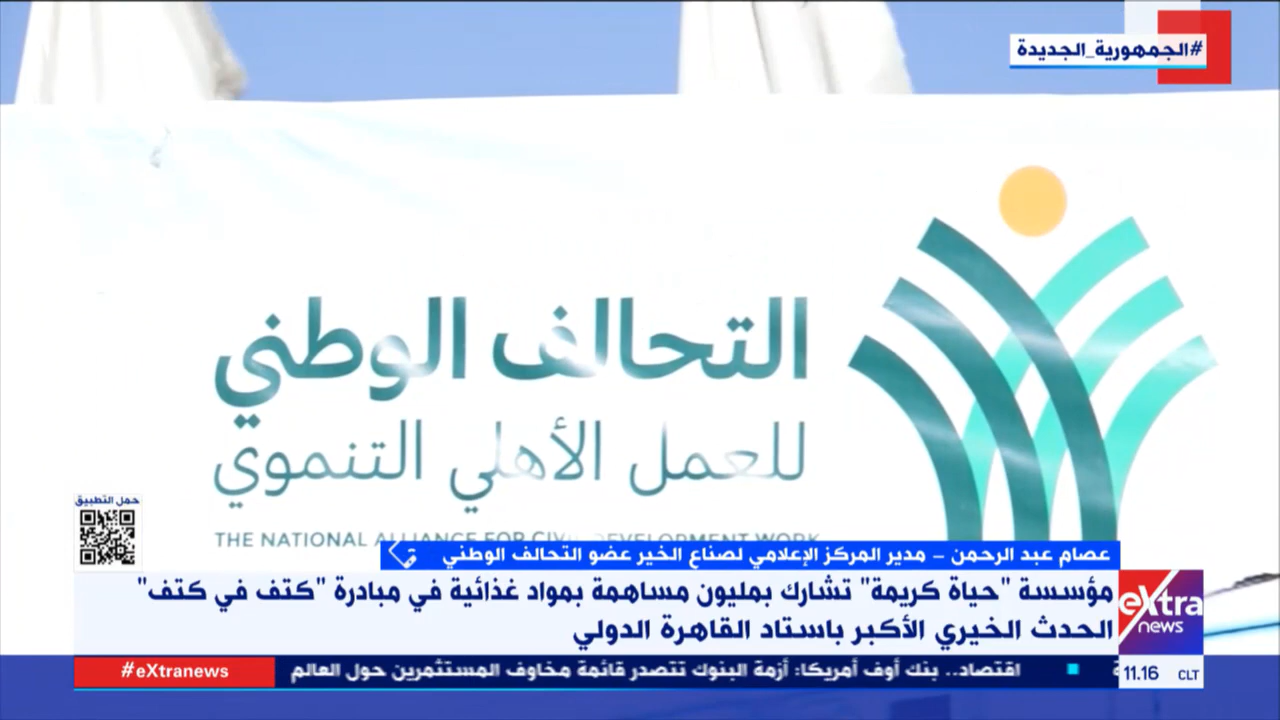 #الجمهورية_الجديدة
التحالف الوطني
للعمل الأهلي التنموي
THE NATIONAL ALLIANCE FOR CIVIL DEVELOPMENT WORK
حمل التطبيق
عصام عبد الرحمن – مدير المركز الإعلامي لصناع الخير عضو التحالف الوطني
مؤسسة "حياة كريمة" تشارك بمليون مساهمة بمواد غذائية في مبادرة "كتف في كتف"
الحدث الخيري الأكبر باستاد القاهرة الدولي
eXtra
news
اقتصاد.. بنك أوف أمريكا: أزمة البنوك تتصدر قائمة مخاوف المستثمرين حول العالم
#eXtranews
11.16 CLT